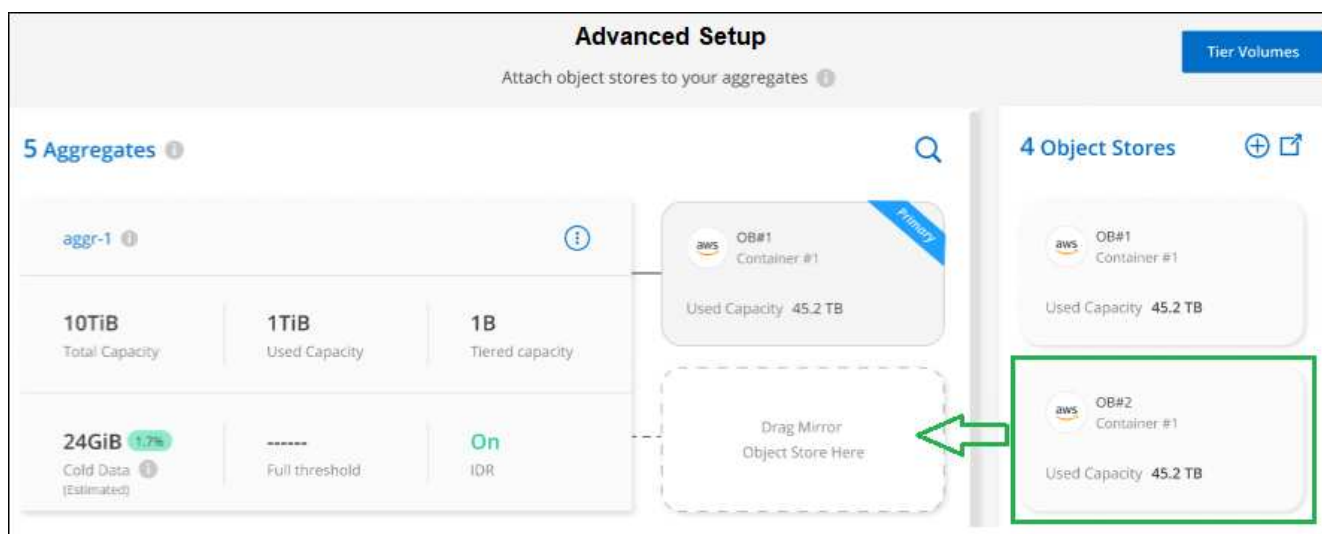 Advanced Setup
Attach object stores to your aggregates
Tier Volumes
5 Aggregates
aggr-1
10TiB
Total Capacity
1TiB
Used Capacity
1B
Tiered capacity
24GiB 1.7%
Cold Data
(Estimated)
------
Full threshold
On
IDR
Primary
aws
OB#1
Container #1
Used Capacity 45.2 TB
Drag Mirror
Object Store Here
4 Object Stores
aws
OB#1
Container #1
Used Capacity 45.2 TB
aws
OB#2
Container #1
Used Capacity 45.2 TB